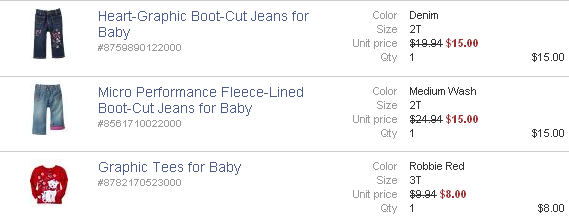 Heart-Graphic Boot-Cut Jeans for Baby
#8759890122000
Color Denim
Size 2T
Unit price $19.94 $15.00
Qty 1 $15.00
Micro Performance Fleece-Lined Boot-Cut Jeans for Baby
#8561710022000
Color Medium Wash
Size 2T
Unit price $24.94 $15.00
Qty 1 $15.00
Graphic Tees for Baby
#8782170523000
Color Robbie Red
Size 3T
Unit price $9.94 $8.00
Qty 1 $8.00